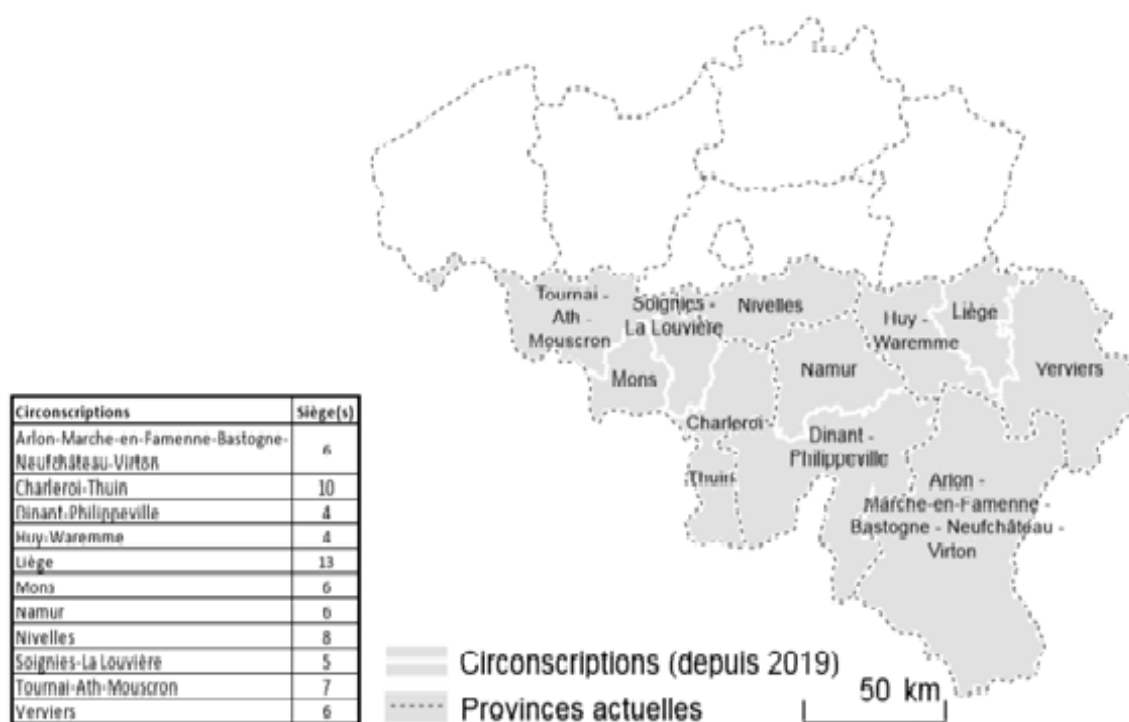 Tournai -
Ath -
Mouscron
Soignies -
La Louvière
Nivelles
Huy -
Waremme
Liège
Mons
Namur
Verviers
Charleroi -
Thuin
Dinant -
Philippeville
Arlon -
Marche-en-Famenne -
Bastogne - Neufchâteau -
Virton
Circonscriptions Siège(s)
Arlon-Marche-en-Famenne-Bastogne-
Neufchâteau-Virton 6
Charleroi-Thuin 10
Dinant-Philippeville 4
Huy-Waremme 4
Liège 13
Mons 6
Namur 6
Nivelles 8
Soignies-La Louvière 5
Tournai-Ath-Mouscron 7
Verviers 6
Circonscriptions (depuis 2019)
Provinces actuelles
50 km